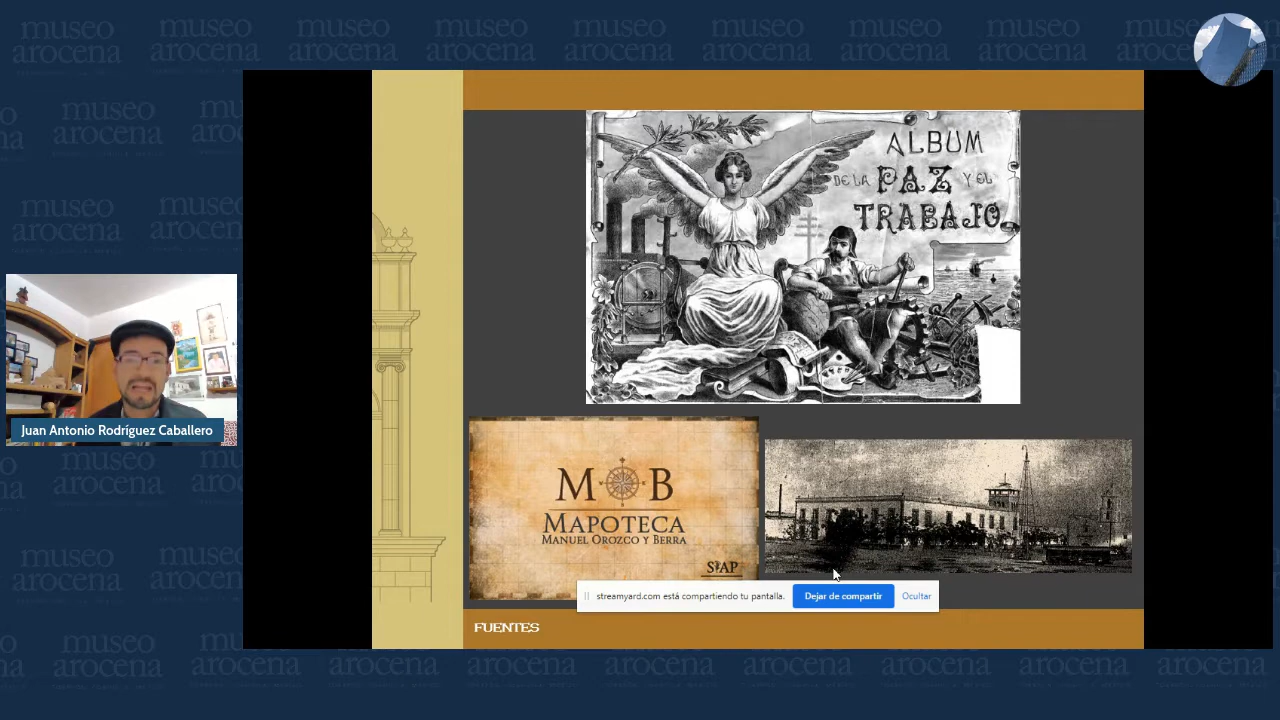 museo
arocena
ALBUM
DE LA PAZ Y EL
TRABAJO
M B
MAPOTECA
MANUEL OROZCO Y BERRA
SIAP
streamyard.com está compartiendo tu pantalla.
Dejar de compartir
Ocultar
FUENTES
Juan Antonio Rodríguez Caballero